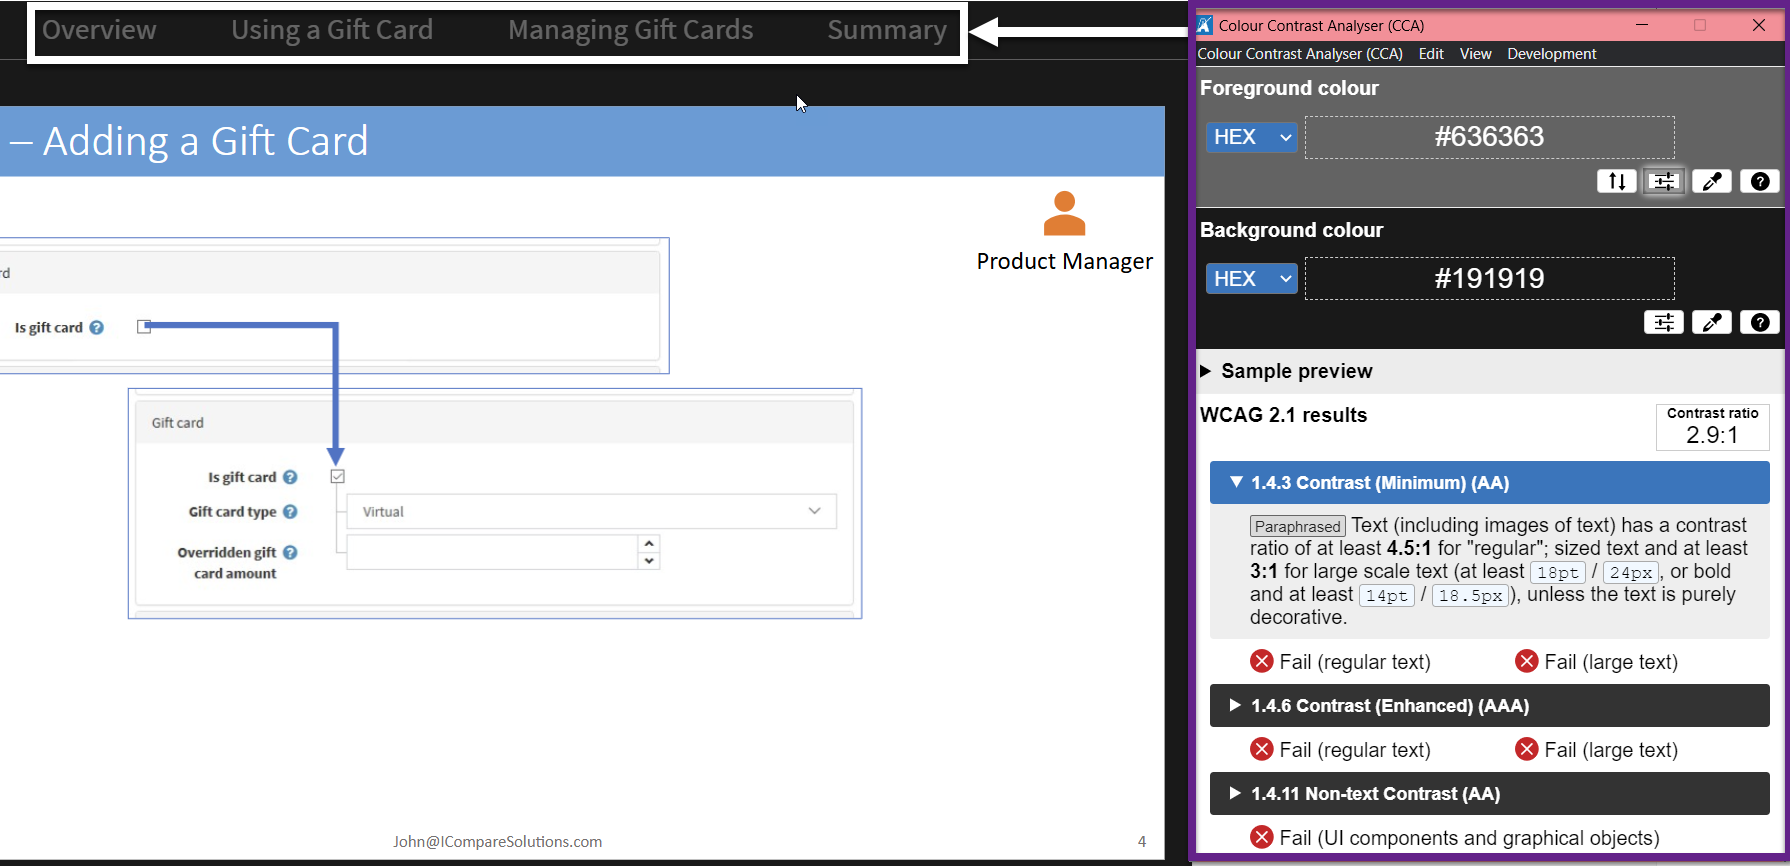 Overview Using a Gift Card Managing Gift Cards Summary
– Adding a Gift Card
Product Manager
rd
Is gift card ?
Gift card
Is gift card ?
Gift card type ? Virtual
Overridden gift ?
card amount
John@ICompareSolutions.com 4
Colour Contrast Analyser (CCA)
Colour Contrast Analyser (CCA) Edit View Development
Foreground colour
HEX #636363
Background colour
HEX #191919
Sample preview
WCAG 2.1 results
Contrast ratio
2.9:1
1.4.3 Contrast (Minimum) (AA)
Paraphrased Text (including images of text) has a contrast
ratio of at least 4.5:1 for "regular"; sized text and at least
3:1 for large scale text (at least 18pt / 24px, or bold
and at least 14pt / 18.5px), unless the text is purely
decorative.
Fail (regular text) Fail (large text)
1.4.6 Contrast (Enhanced) (AAA)
Fail (regular text) Fail (large text)
1.4.11 Non-text Contrast (AA)
Fail (UI components and graphical objects)